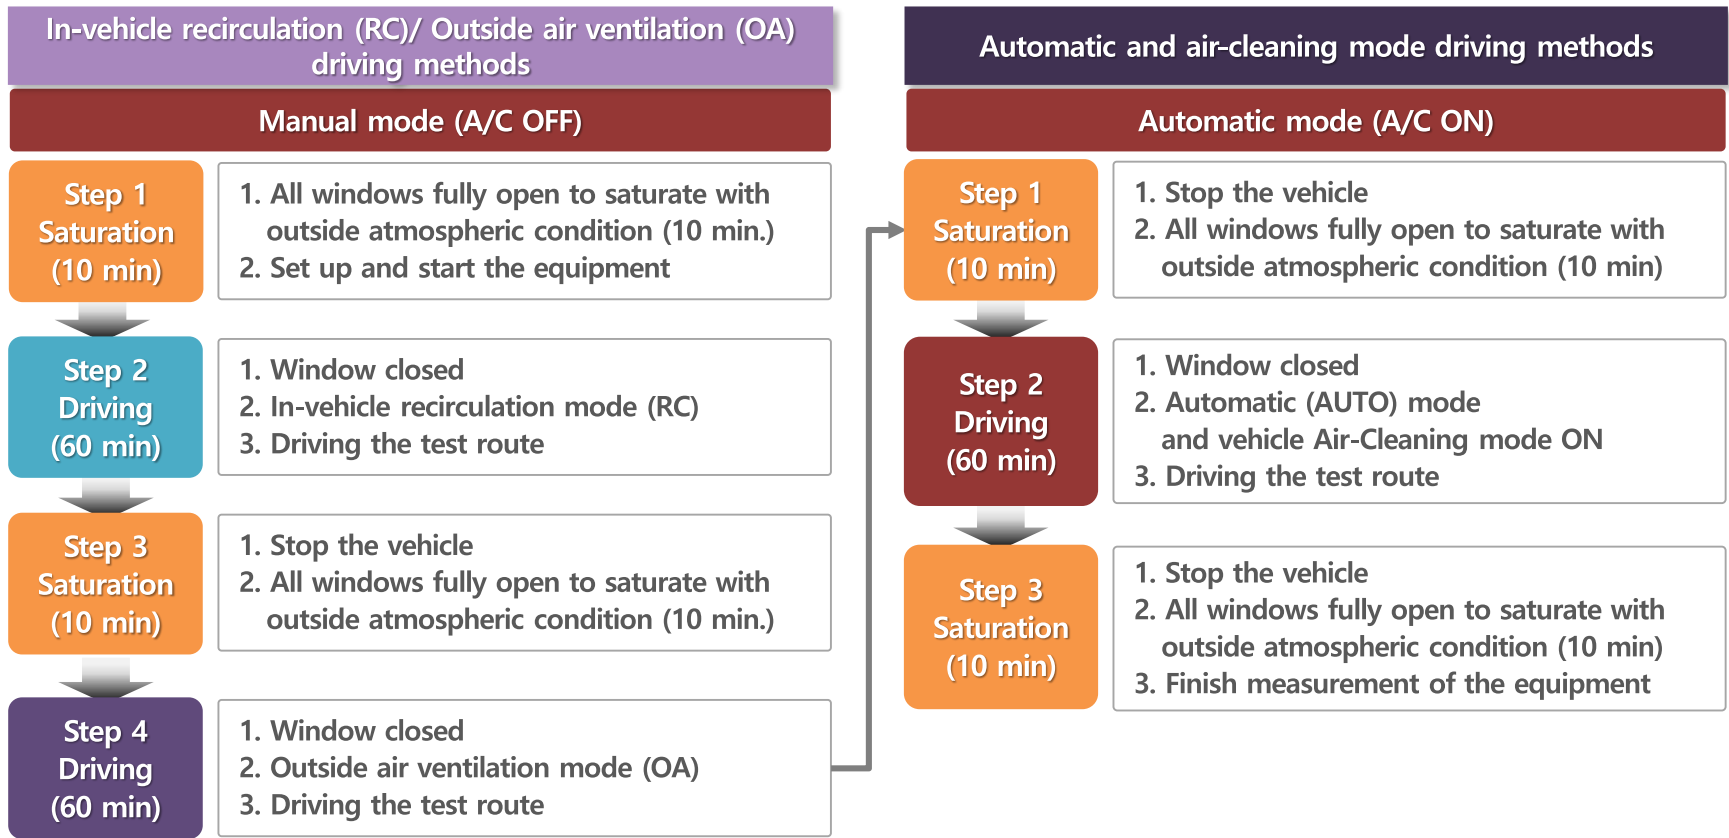 In-vehicle recirculation (RC)/ Outside air ventilation (OA)
driving methods
Manual mode (A/C OFF)
Step 1
Saturation
(10 min)
1. All windows fully open to saturate with
outside atmospheric condition (10 min.)
2. Set up and start the equipment
Step 2
Driving
(60 min)
1. Window closed
2. In-vehicle recirculation mode (RC)
3. Driving the test route
Step 3
Saturation
(10 min)
1. Stop the vehicle
2. All windows fully open to saturate with
outside atmospheric condition (10 min.)
Step 4
Driving
(60 min)
1. Window closed
2. Outside air ventilation mode (OA)
3. Driving the test route
Automatic and air-cleaning mode driving methods
Automatic mode (A/C ON)
Step 1
Saturation
(10 min)
1. Stop the vehicle
2. All windows fully open to saturate with
outside atmospheric condition (10 min)
Step 2
Driving
(60 min)
1. Window closed
2. Automatic (AUTO) mode
and vehicle Air-Cleaning mode ON
3. Driving the test route
Step 3
Saturation
(10 min)
1. Stop the vehicle
2. All windows fully open to saturate with
outside atmospheric condition (10 min)
3. Finish measurement of the equipment